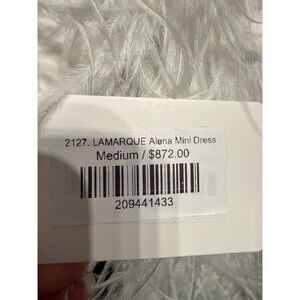 2127. LAMARQUE Alena Mini Dress
Medium / $872.00
209441433